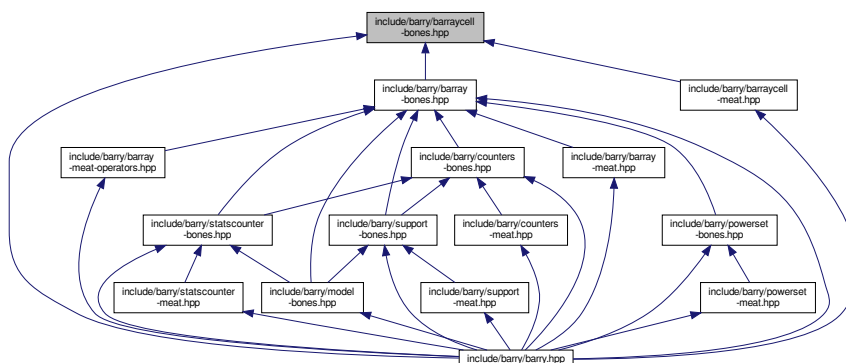 include/barry/barraycell
-bones.hpp
include/barry/barray
-bones.hpp
include/barry/barraycell
-meat.hpp
include/barry/barray
-meat-operators.hpp
include/barry/counters
-bones.hpp
include/barry/barray
-meat.hpp
include/barry/statscounter
-bones.hpp
include/barry/support
-bones.hpp
include/barry/counters
-meat.hpp
include/barry/powerset
-bones.hpp
include/barry/statscounter
-meat.hpp
include/barry/model
-bones.hpp
include/barry/support
-meat.hpp
include/barry/powerset
-meat.hpp
include/barry/barry.hpp